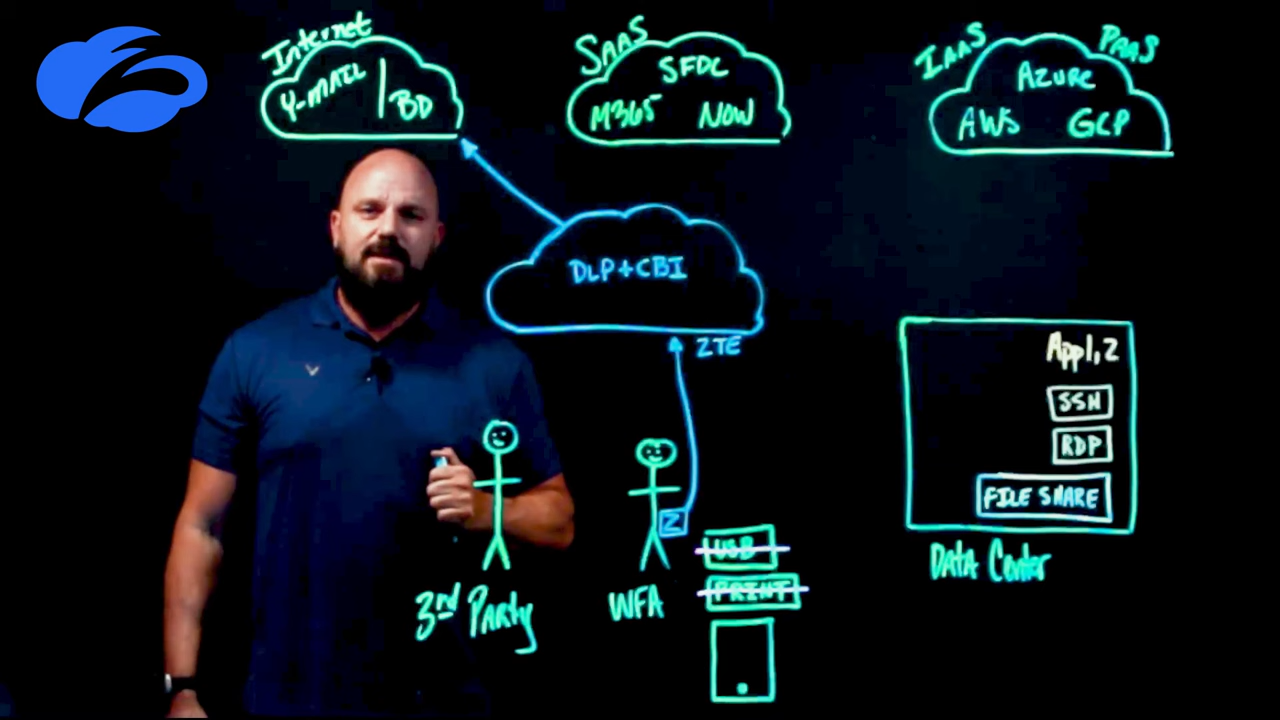 Internet
Y-MAIL | BD
SAAS
SFDC
M365 NOW
IAAS PAAS
AZURE
AWS GCP
DLP+CBI
ZTE
App1,2
SSH
RDP
FILE SHARE
DATA Center
Z
USB
PRINT
3rd PARTY
WFA